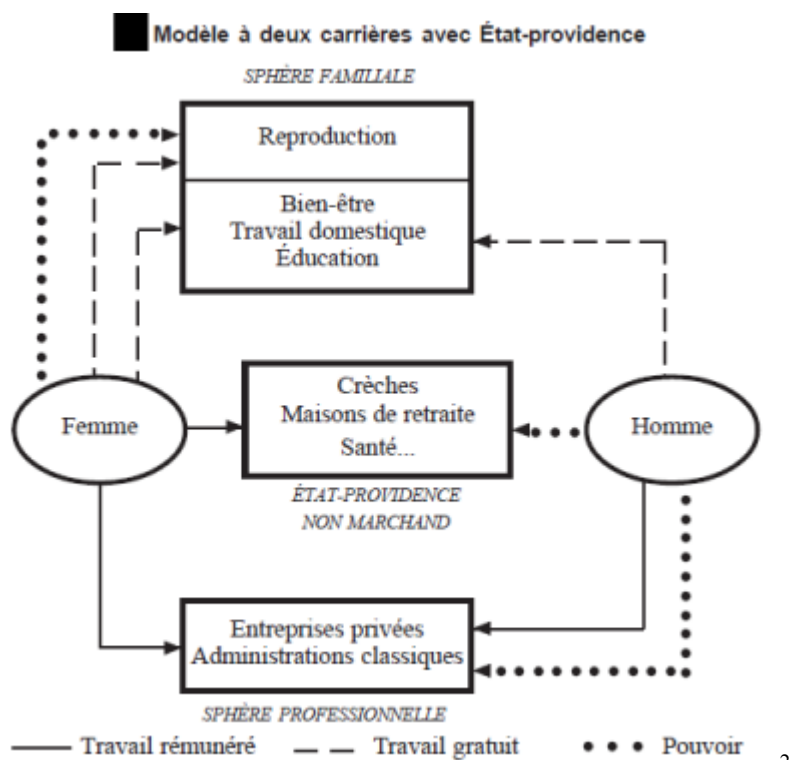 Modèle à deux carrières avec État-providence
SPHÈRE FAMILIALE
Reproduction
Bien-être
Travail domestique
Éducation
Femme
Crèches
Maisons de retraite
Santé...
Homme
ÉTAT-PROVIDENCE
NON MARCHAND
Entreprises privées
Administrations classiques
SPHÈRE PROFESSIONNELLE
Travail rémunéré
Travail gratuit
Pouvoir